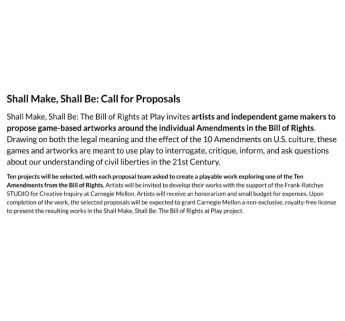 Shall Make, Shall Be: Call for Proposals
Shall Make, Shall Be: The Bill of Rights at Play invites artists and independent game makers to
propose game-based artworks around the individual Amendments in the Bill of Rights.
Drawing on both the legal meaning and the effect of the 10 Amendments on U.S. culture, these
games and artworks are meant to use play to interrogate, critique, inform, and ask questions
about our understanding of civil liberties in the 21st Century.
Ten projects will be selected, with each proposal team asked to create a playable work exploring one of the Ten
Amendments from the Bill of Rights. Artists will be invited to develop their works with the support of the Frank-Ratchye
STUDIO for Creative Inquiry at Carnegie Mellon. Artists will receive an honorarium and small budget for expenses. Upon
completion of the work, the selected proposals will be expected to grant Carnegie Mellon a non-exclusive, royalty-free license
to present the resulting works in the Shall Make, Shall Be: The Bill of Rights at Play project.